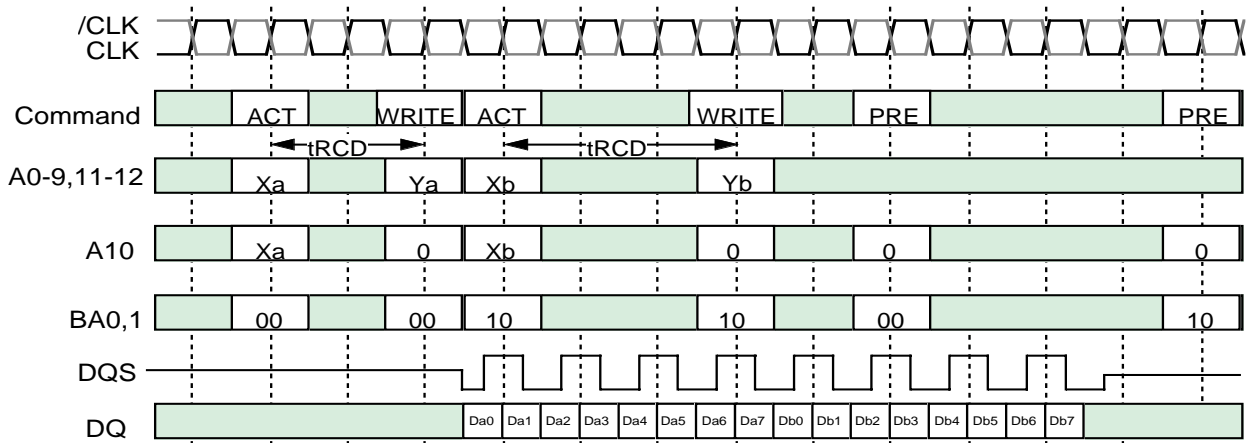 /CLK
CLK
Command ACT WRITE ACT WRITE PRE PRE
tRCD tRCD
A0-9,11-12 Xa Ya Xb Yb
A10 Xa 0 Xb 0 0 0
BA0,1 00 00 10 10 00 10
DQS
DQ Da0 Da1 Da2 Da3 Da4 Da5 Da6 Da7 Db0 Db1 Db2 Db3 Db4 Db5 Db6 Db7